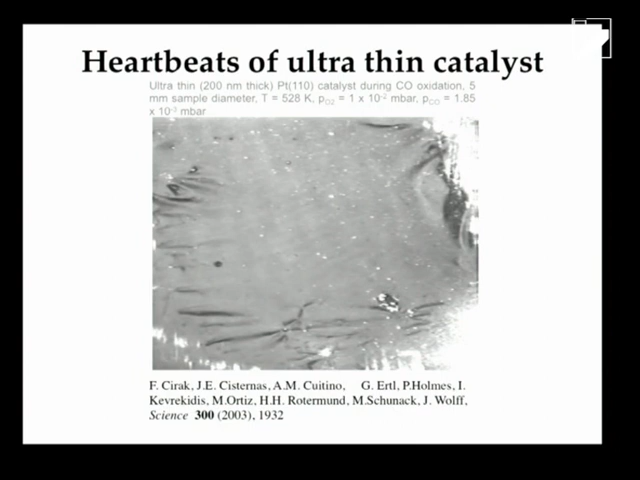 Heartbeats of ultra thin catalyst
Ultra thin (200 nm thick) Pt(110) catalyst during CO oxidation, 5
mm sample diameter, T = 528 K, pO2 = 1 x 10-2 mbar, pCO = 1.85
x 10-3 mbar
F. Cirak, J.E. Cisternas, A.M. Cuitino, G. Ertl, P.Holmes, I.
Kevrekidis, M.Ortiz, H.H. Rotermund, M.Schunack, J. Wolff,
Science 300 (2003), 1932